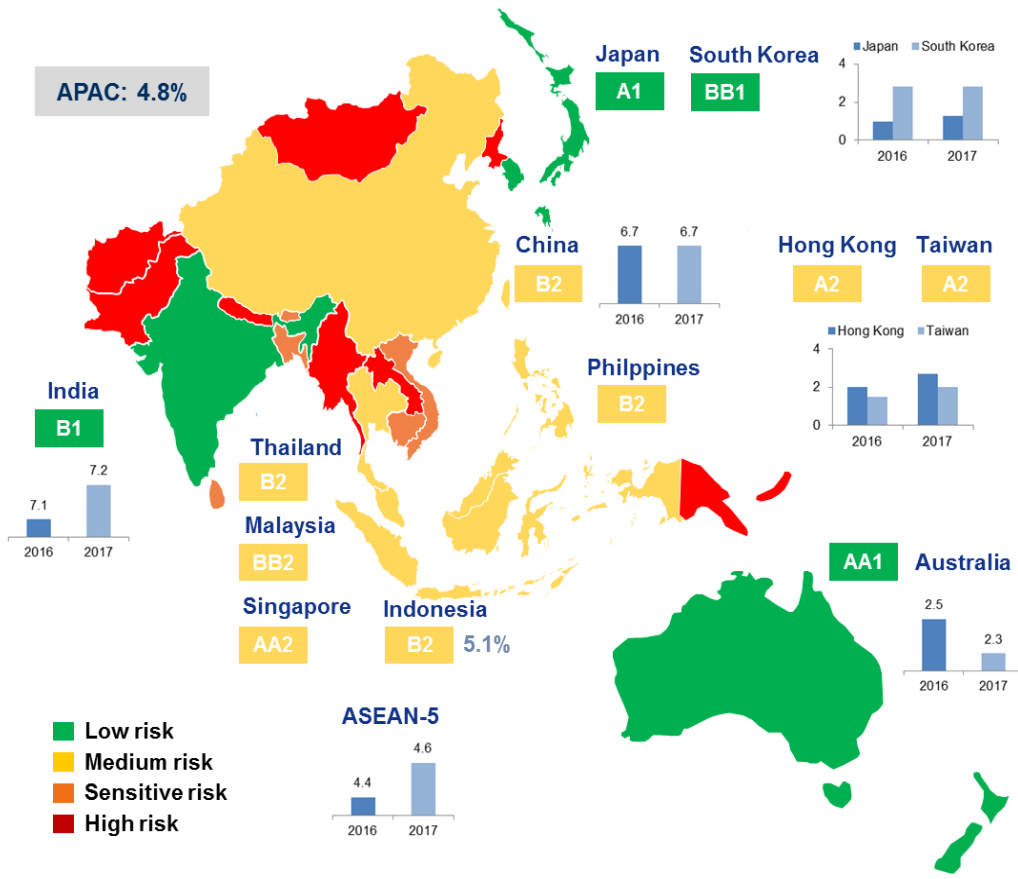 APAC: 4.8%
Japan
A1
South Korea
BB1
Japan South Korea
4
2
0
2016 2017
China
B2
6.7 6.7
2016 2017
Hong Kong
A2
Taiwan
A2
Hong Kong Taiwan
4
2
0
2016 2017
Philppines
B2
India
B1
7.1 7.2
2016 2017
Thailand
B2
Malaysia
BB2
Singapore
AA2
Indonesia
B2 5.1%
AA1 Australia
2.5 2.3
2016 2017
ASEAN-5
4.4 4.6
2016 2017
Low risk
Medium risk
Sensitive risk
High risk